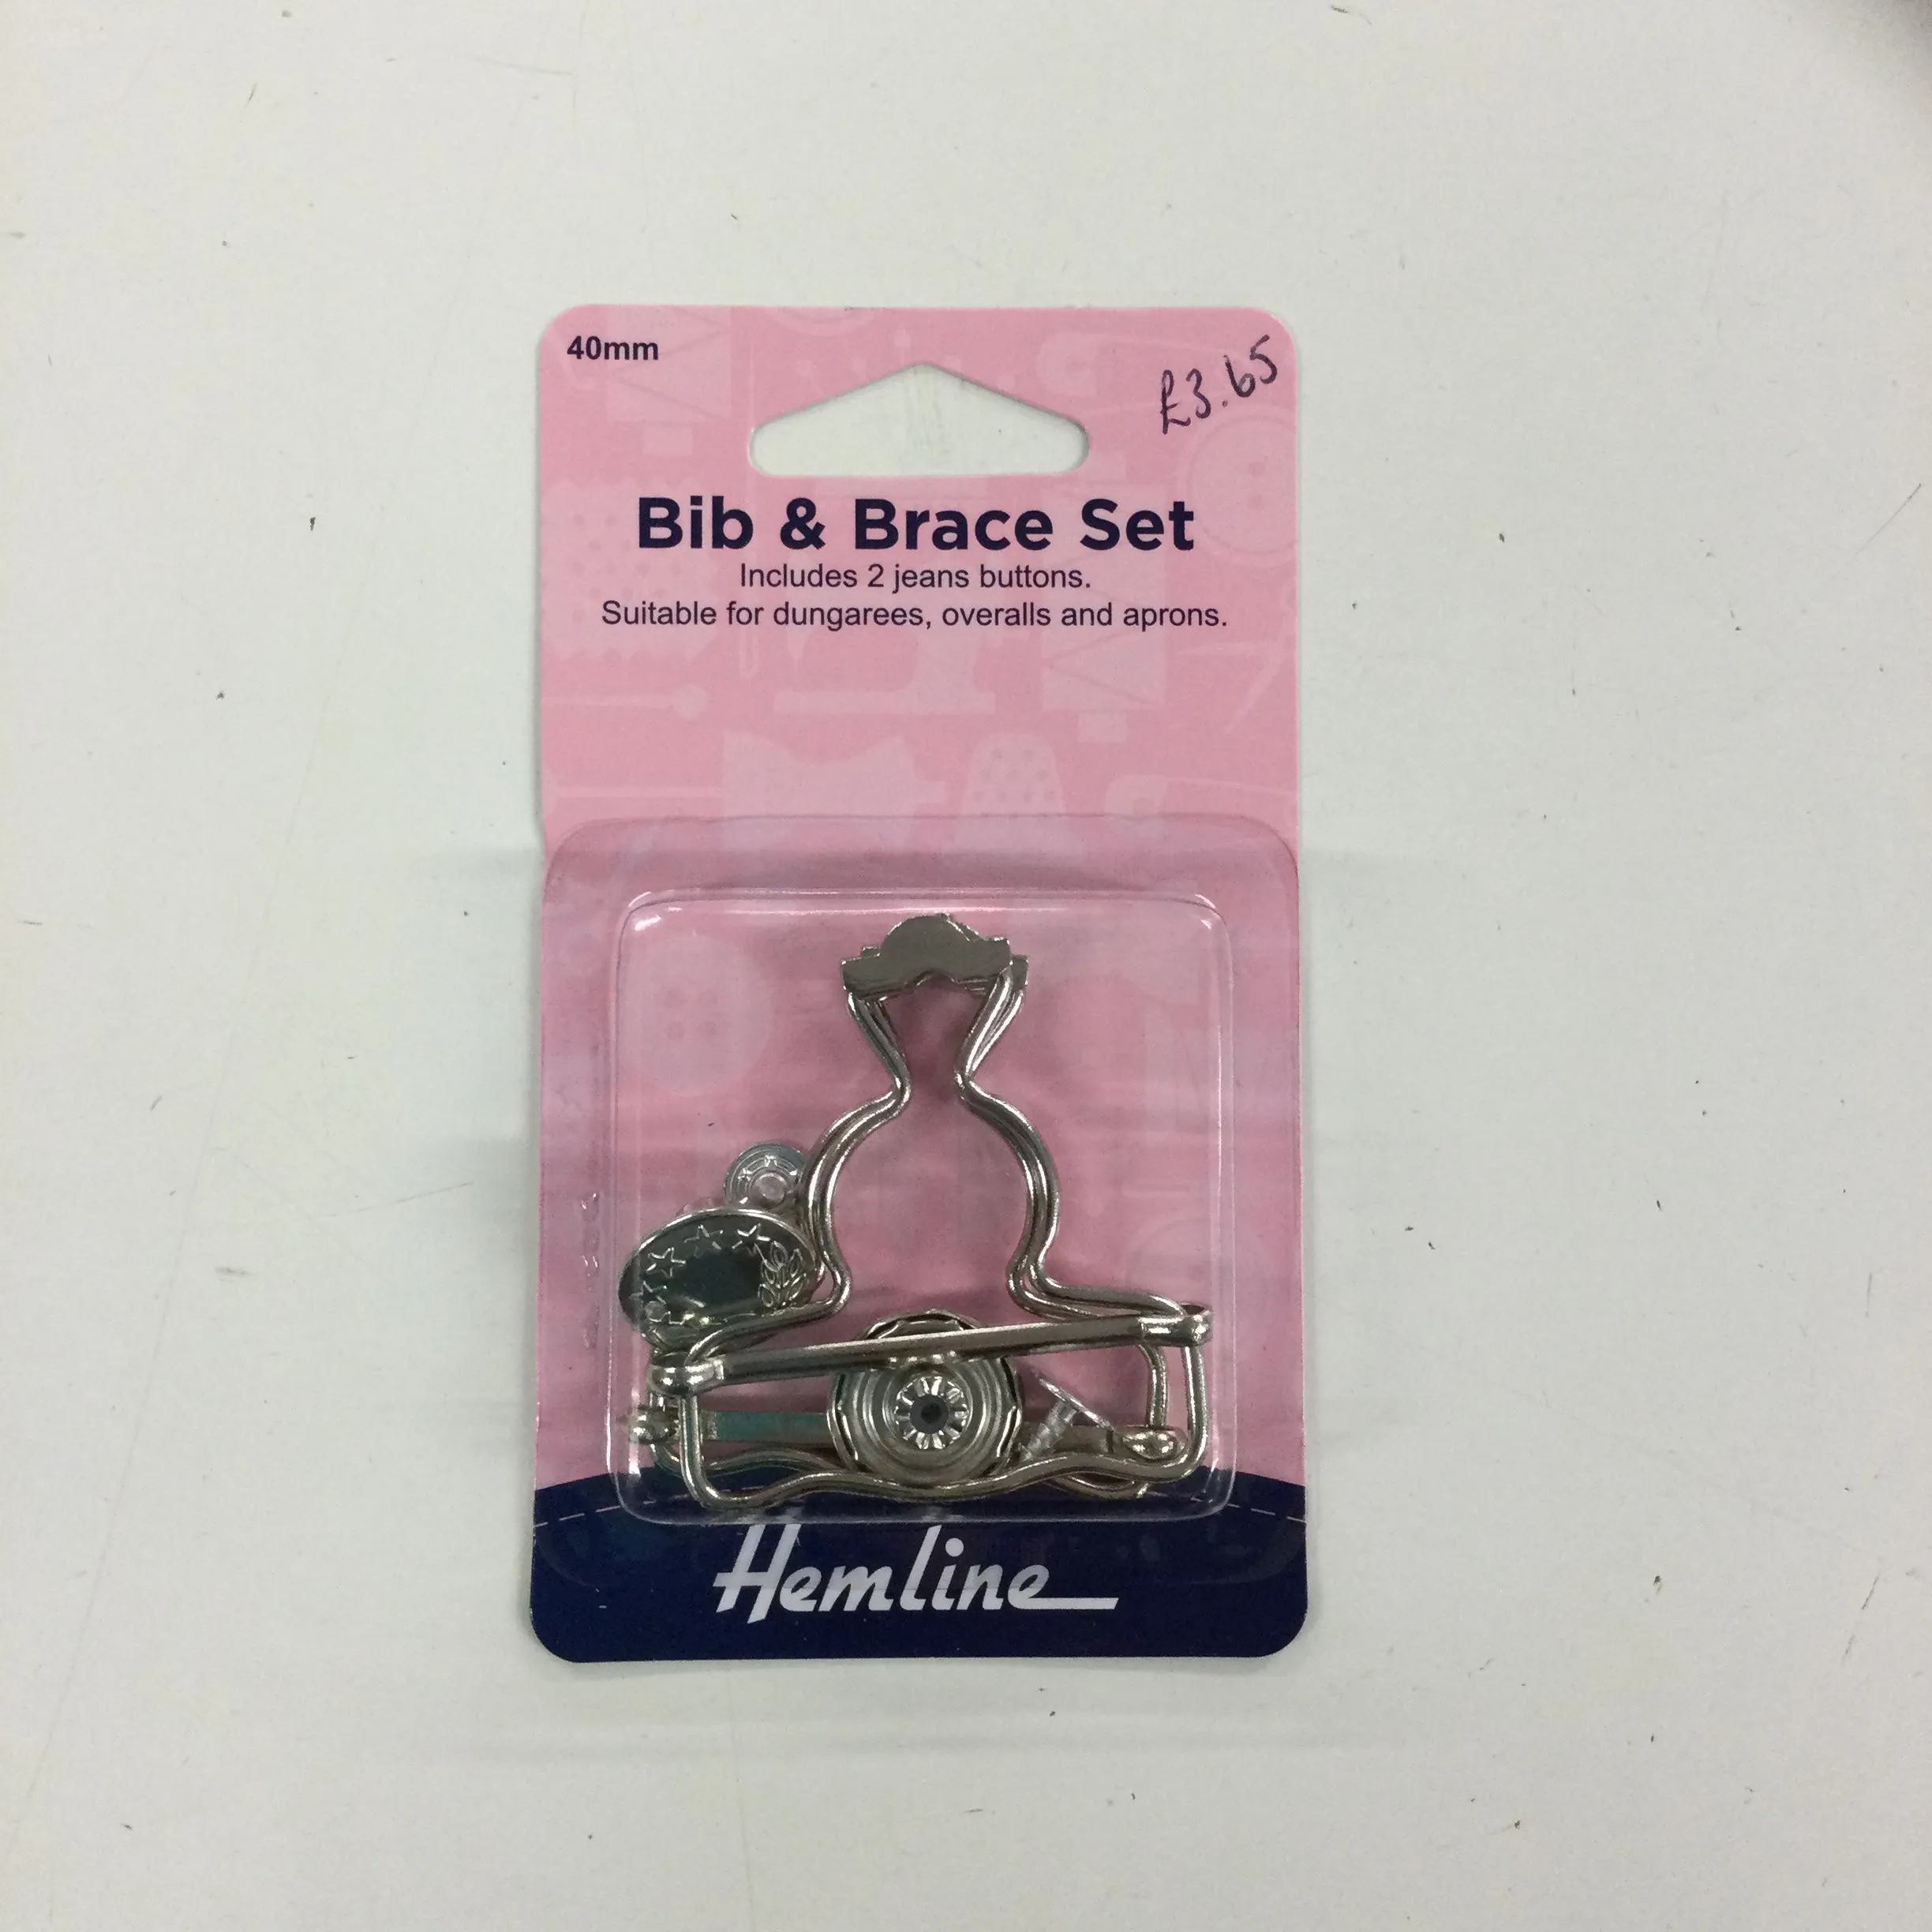 40mm
£3.65
Bib & Brace Set
Includes 2 jeans buttons.
Suitable for dungarees, overalls and aprons.
Hemline